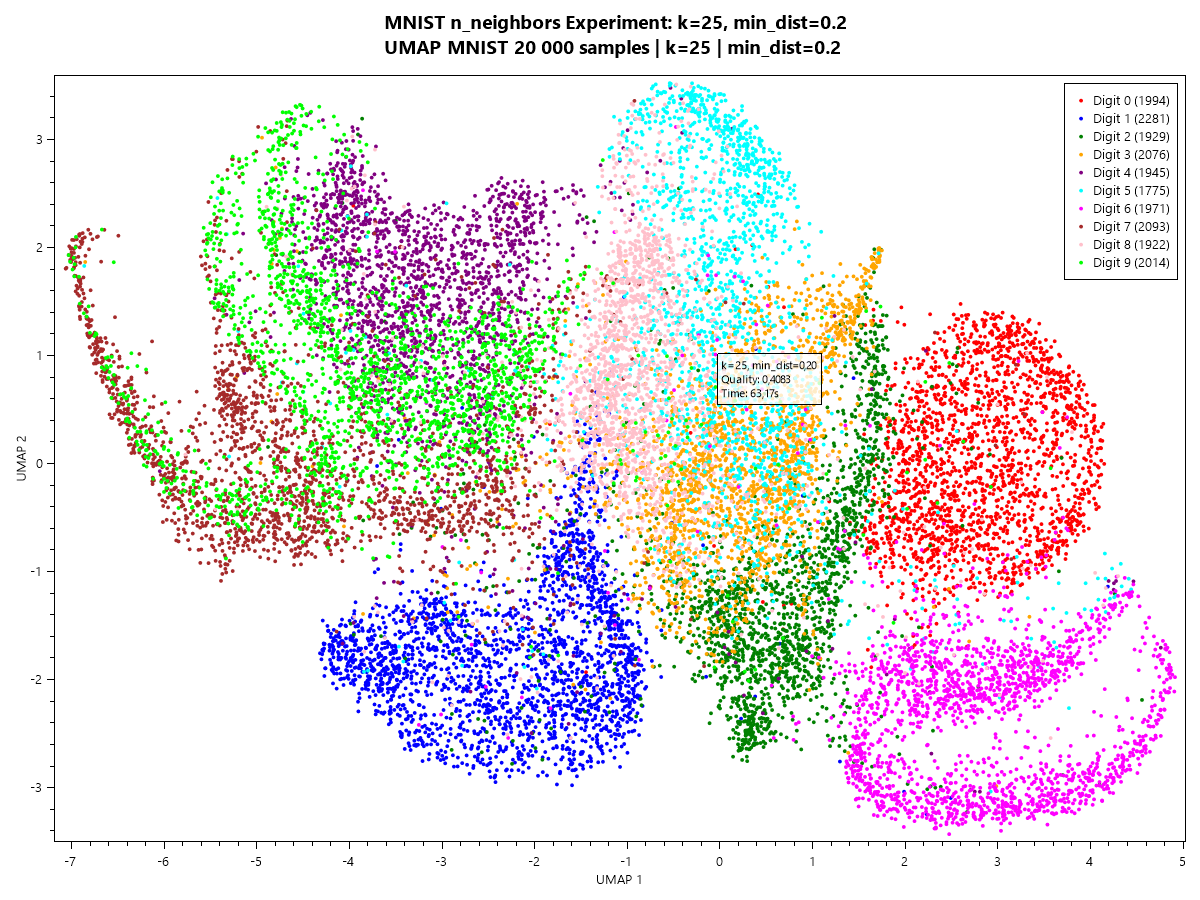 MNIST n_neighbors Experiment: k=25, min_dist=0.2
UMAP MNIST 20 000 samples | k=25 | min_dist=0.2
Digit 0 (1994)
Digit 1 (2281)
Digit 2 (1929)
Digit 3 (2076)
Digit 4 (1945)
Digit 5 (1775)
Digit 6 (1971)
Digit 7 (2093)
Digit 8 (1922)
Digit 9 (2014)
k=25, min_dist=0,20
Quality: 0,4083
Time: 63,17s
UMAP 2
3
2
1
0
-1
-2
-3
-7 -6 -5 -4 -3 -2 -1 0 1 2 3 4 5
UMAP 1